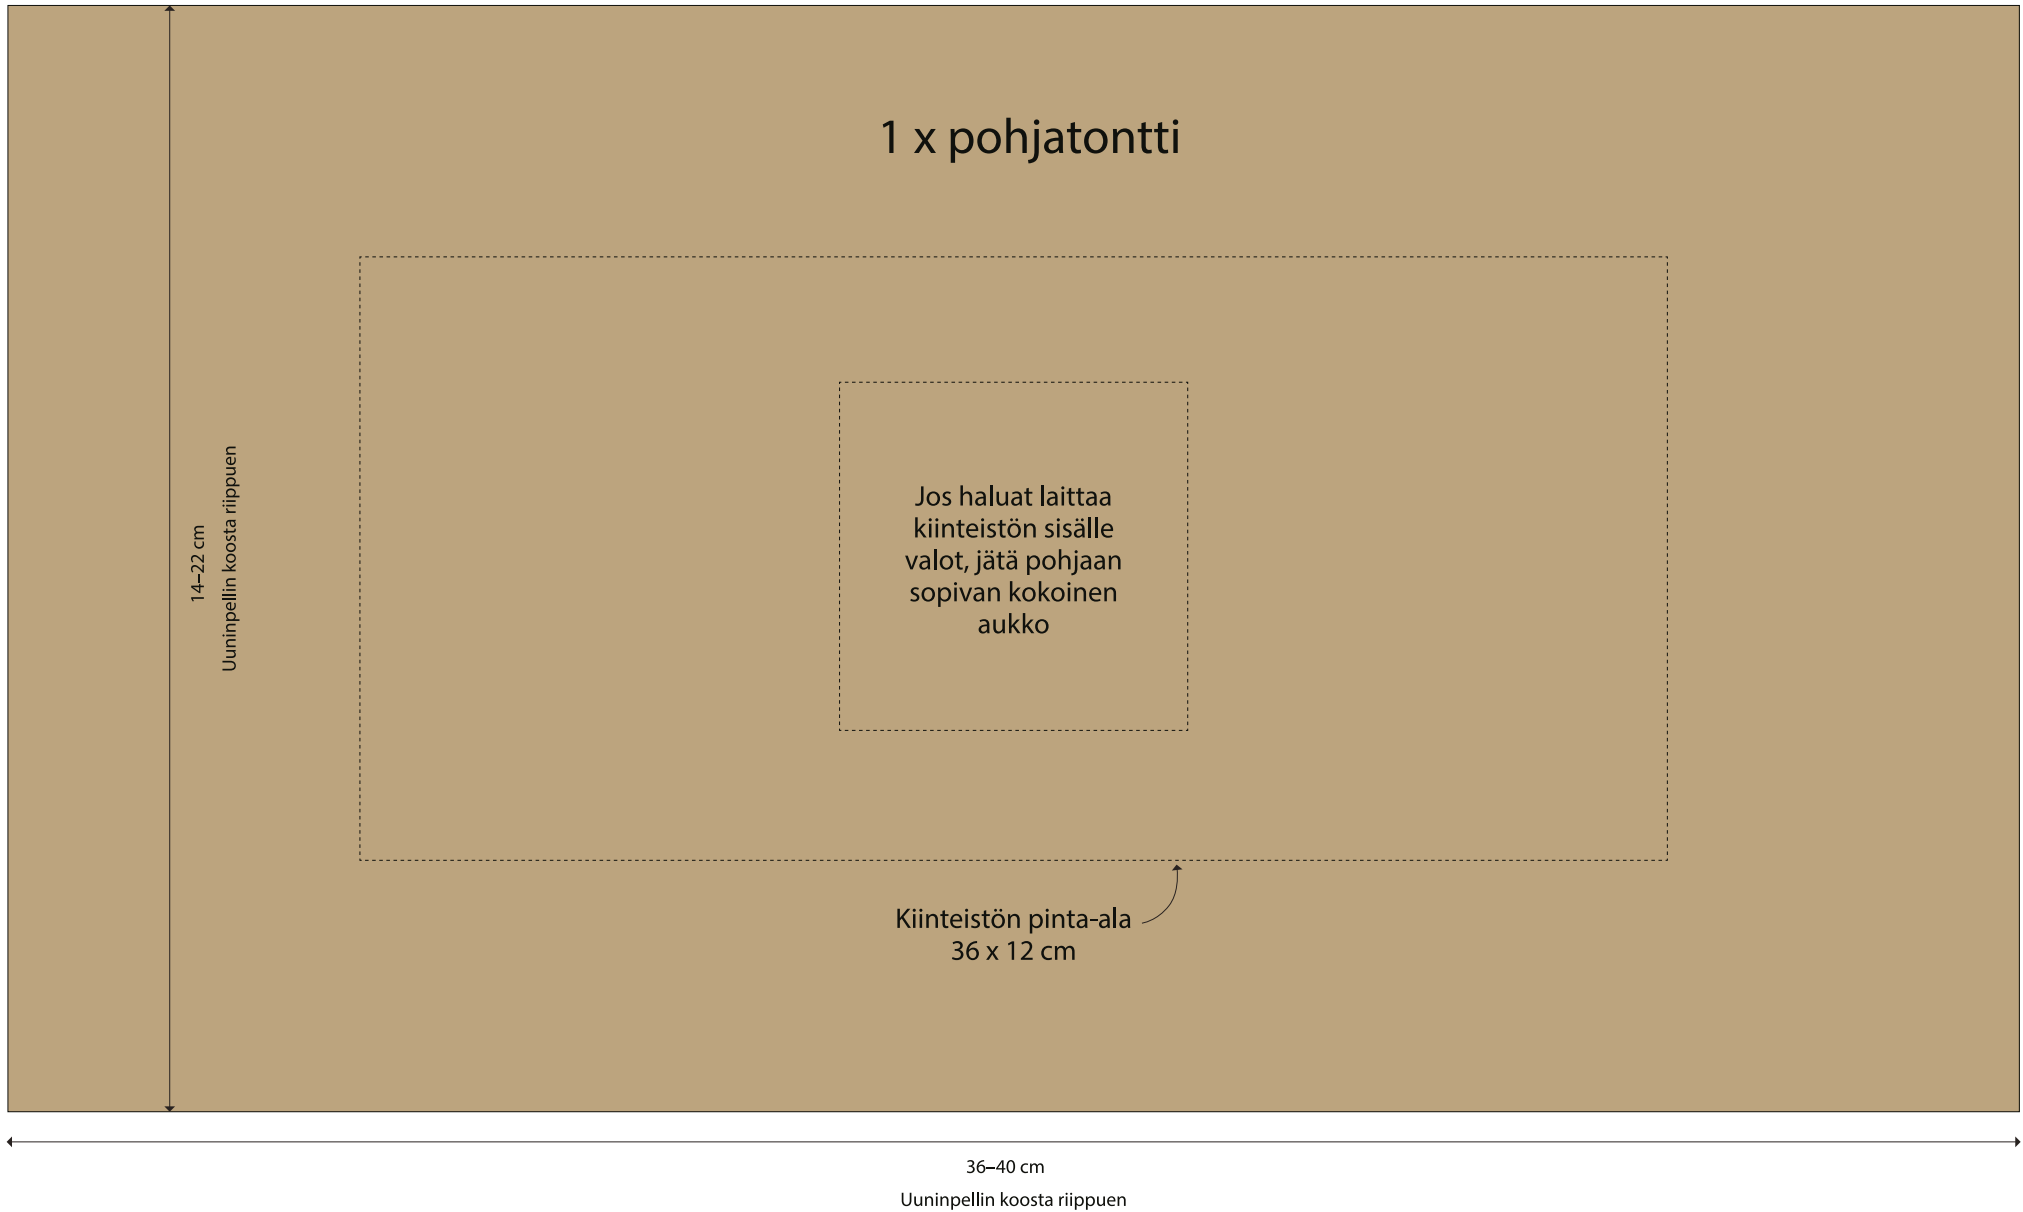 1 x pohjatontti
Jos haluat laittaa
kiinteistön sisälle
valot, jätä pohjaan
sopivan kokoinen
aukko
14–22 cm
Uuninpellin koosta riippuen
Kiinteistön pinta-ala
36 x 12 cm
36–40 cm
Uuninpellin koosta riippuen